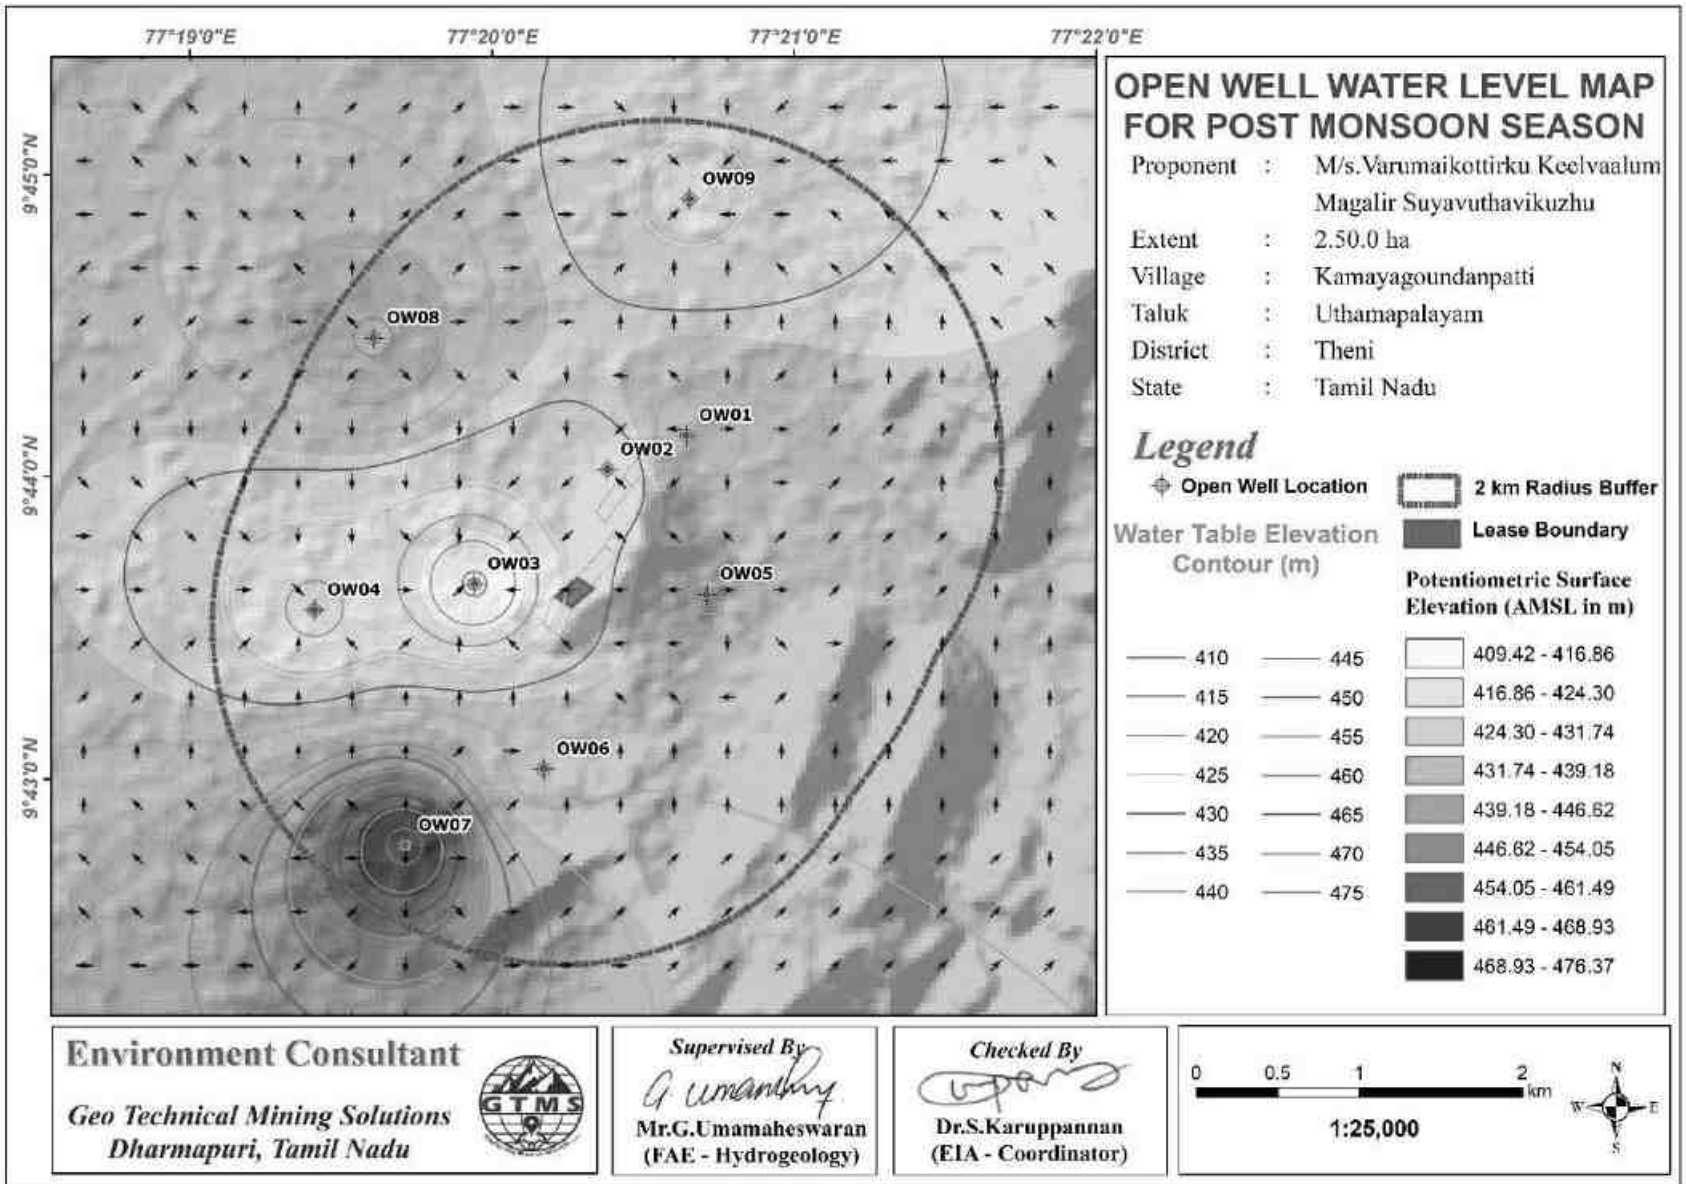 77°19'0"E 77°20'0"E 77°21'0"E 77°22'0"E
9°45'0"N
9°44'0"N
9°43'0"N
OW09
OW08
OW01
OW02
OW03
OW05
OW04
OW06
OW07
OPEN WELL WATER LEVEL MAP
FOR POST MONSOON SEASON
Proponent : M/s.Varumaikottirku Keelvaalum
Magalir Suyavuthavikuzhu
Extent : 2.50.0 ha
Village : Kamayagoundanpatti
Taluk : Uthamapalayam
District : Theni
State : Tamil Nadu
Legend
Open Well Location
2 km Radius Buffer
Lease Boundary
Water Table Elevation
Contour (m)
410 445
415 450
420 455
425 460
430 465
435 470
440 475
Potentiometric Surface
Elevation (AMSL in m)
409.42 - 416.86
416.86 - 424.30
424.30 - 431.74
431.74 - 439.18
439.18 - 446.62
446.62 - 454.05
454.05 - 461.49
461.49 - 468.93
468.93 - 476.37
Environment Consultant
Geo Technical Mining Solutions
Dharmapuri, Tamil Nadu
GTMS
Supervised By
Mr.G.Umamaheswaran
(FAE - Hydrogeology)
Checked By
Dr.S.Karuppannan
(EIA - Coordinator)
0 0.5 1 2
km
1:25,000
N
W E
S